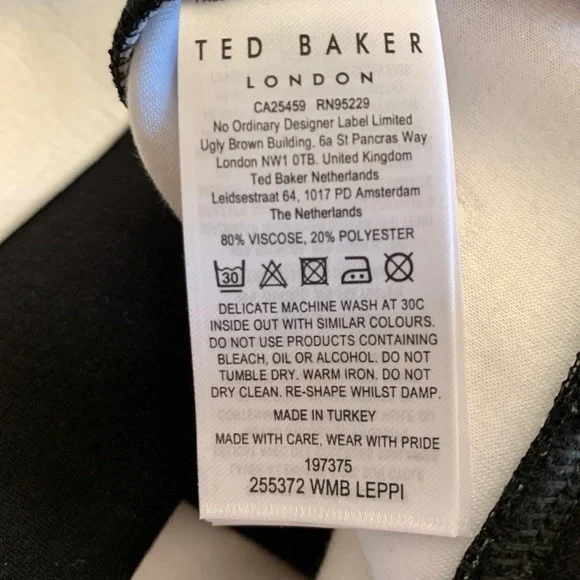 TED BAKER
LONDON
CA25459 RN95229
No Ordinary Designer Label Limited
Ugly Brown Building, 6a St Pancras Way
London NW1 0TB. United Kingdom
Ted Baker Netherlands
Leidsestraat 64, 1017 PD Amsterdam
The Netherlands
80% VISCOSE, 20% POLYESTER
30
DELICATE MACHINE WASH AT 30C
INSIDE OUT WITH SIMILAR COLOURS.
DO NOT USE PRODUCTS CONTAINING
BLEACH, OIL OR ALCOHOL. DO NOT
TUMBLE DRY. WARM IRON. DO NOT
DRY CLEAN. RE-SHAPE WHILST DAMP.
MADE IN TURKEY
MADE WITH CARE, WEAR WITH PRIDE
197375
255372 WMB LEPPI